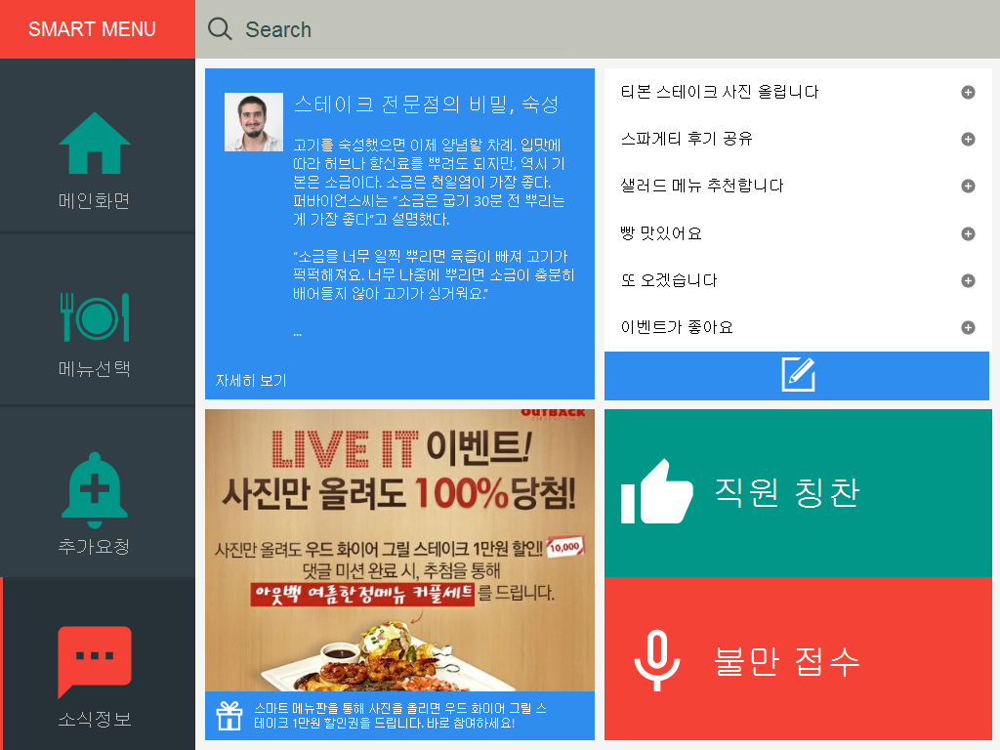 SMART MENU
Search
메인화면
메뉴선택
추가요청
소식정보
스테이크 전문점의 비밀, 숙성
고기를 숙성했으면 이제 양념할 차례. 입맛에
따라 허브나 향신료를 뿌려도 되지만, 역시 기
본은 소금이다. 소금은 천일염이 가장 좋다.
퍼바이언스씨는 “소금은 굽기 30분 전 뿌리는
게 가장 좋다”고 설명했다.
“소금을 너무 일찍 뿌리면 육즙이 빠져 고기가
퍽퍽해져요. 너무 나중에 뿌리면 소금이 충분히
배어들지 않아 고기가 싱거워요.”
...
자세히 보기
티본 스테이크 사진 올립니다
스파게티 후기 공유
샐러드 메뉴 추천합니다
빵 맛있어요
또 오겠습니다
이벤트가 좋아요
OUTBACK
LIVE IT 이벤트!
사진만 올려도 100%당첨!
사진만 올려도 우드 화이어 그릴 스테이크 1만원 할인! 10,000
댓글 미션 완료 시, 추첨을 통해
아웃백 여름한정메뉴 커플세트를 드립니다.
스마트 메뉴판을 통해 사진을 올리면 우드 화이어 그릴 스
테이크 1만원 할인권을 드립니다. 바로 참여하세요!
직원 칭찬
불만 접수